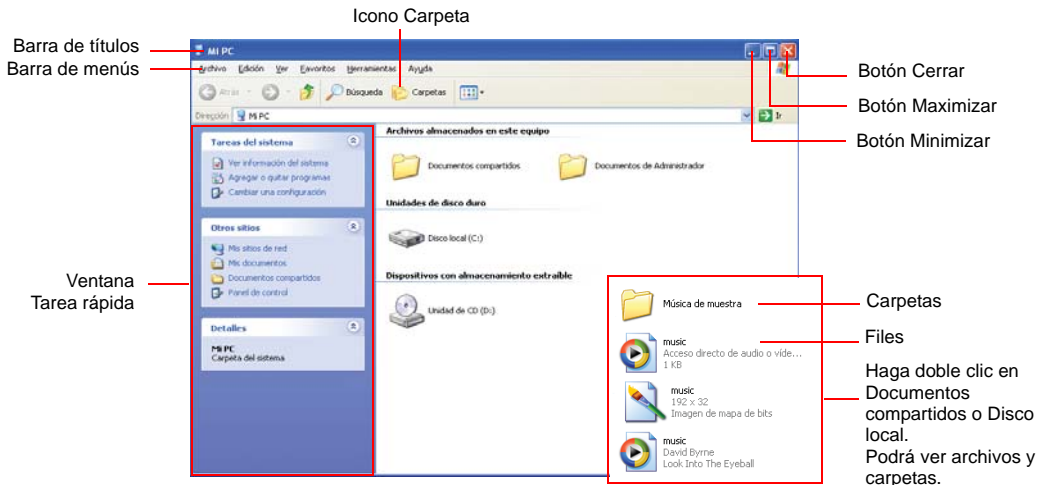 Icono Carpeta
Barra de títulos
Barra de menús
Mi PC
Archivo Edición Ver Favoritos Herramientas Ayuda
Atrás Búsqueda Carpetas
Dirección Mi PC Ir
Botón Cerrar
Botón Maximizar
Botón Minimizar
Tareas del sistema
Ver información del sistema
Agregar o quitar programas
Cambiar una configuración
Otros sitios
Mis sitios de red
Mis documentos
Documentos compartidos
Panel de control
Detalles
Mi PC
Carpeta del sistema
Ventana
Tarea rápida
Archivos almacenados en este equipo
Documentos compartidos
Documentos de Administrador
Unidades de disco duro
Disco local (C:)
Dispositivos con almacenamiento extraíble
Unidad de CD (D:)
Música de muestra
music
Acceso directo de audio o víde...
1 KB
music
192 x 32
Imagen de mapa de bits
music
David Byrne
Look Into The Eyeball
Carpetas
Files
Haga doble clic en
Documentos
compartidos o Disco
local.
Podrá ver archivos y
carpetas.